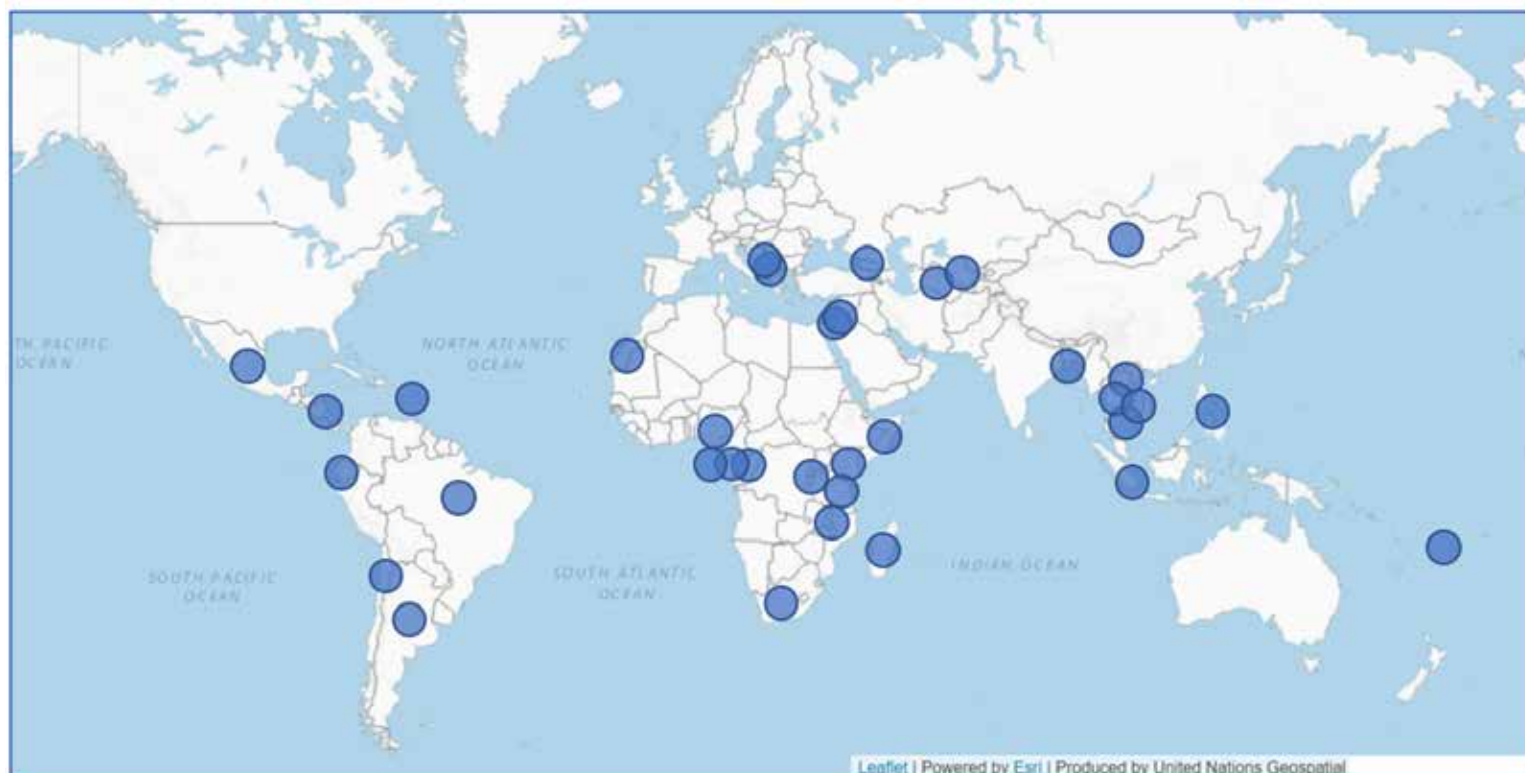 TH PACIFIC
OCEAN
NORTH ATLANTIC
OCEAN
SOUTH PACIFIC
OCEAN
SOUTH ATLANTIC
OCEAN
INDIAN OCEAN
Leaflet | Powered by Esri | Produced by United Nations Geospatial